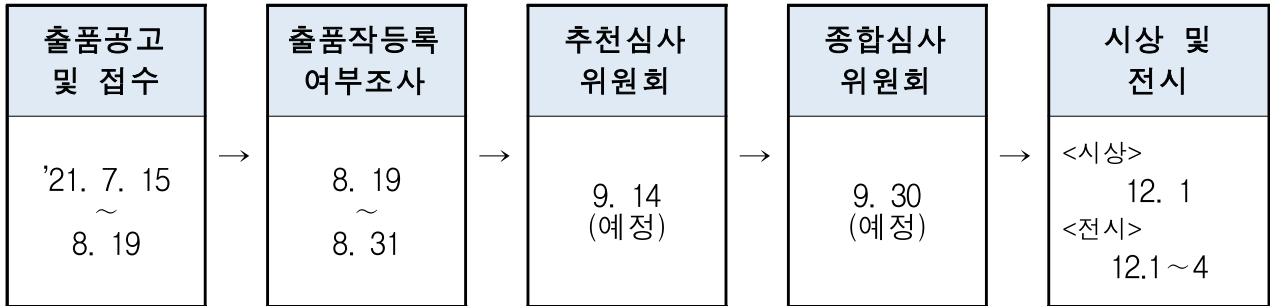 출품공고
및 접수
'21. 7. 15
～
8. 19
→
출품작등록
여부조사
8. 19
～
8. 31
→
추천심사
위원회
9. 14
(예정)
→
종합심사
위원회
9. 30
(예정)
→
시상 및
전시
<시상>
12. 1
<전시>
12.1～4